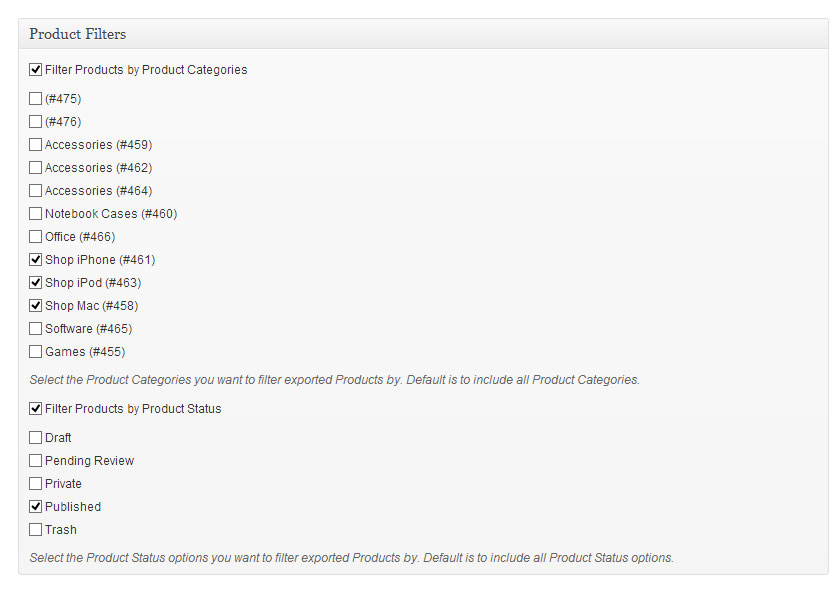 Product Filters
Filter Products by Product Categories
(#475)
(#476)
Accessories (#459)
Accessories (#462)
Accessories (#464)
Notebook Cases (#460)
Office (#466)
Shop iPhone (#461)
Shop iPod (#463)
Shop Mac (#458)
Software (#465)
Games (#455)
Select the Product Categories you want to filter exported Products by. Default is to include all Product Categories.
Filter Products by Product Status
Draft
Pending Review
Private
Published
Trash
Select the Product Status options you want to filter exported Products by. Default is to include all Product Status options.